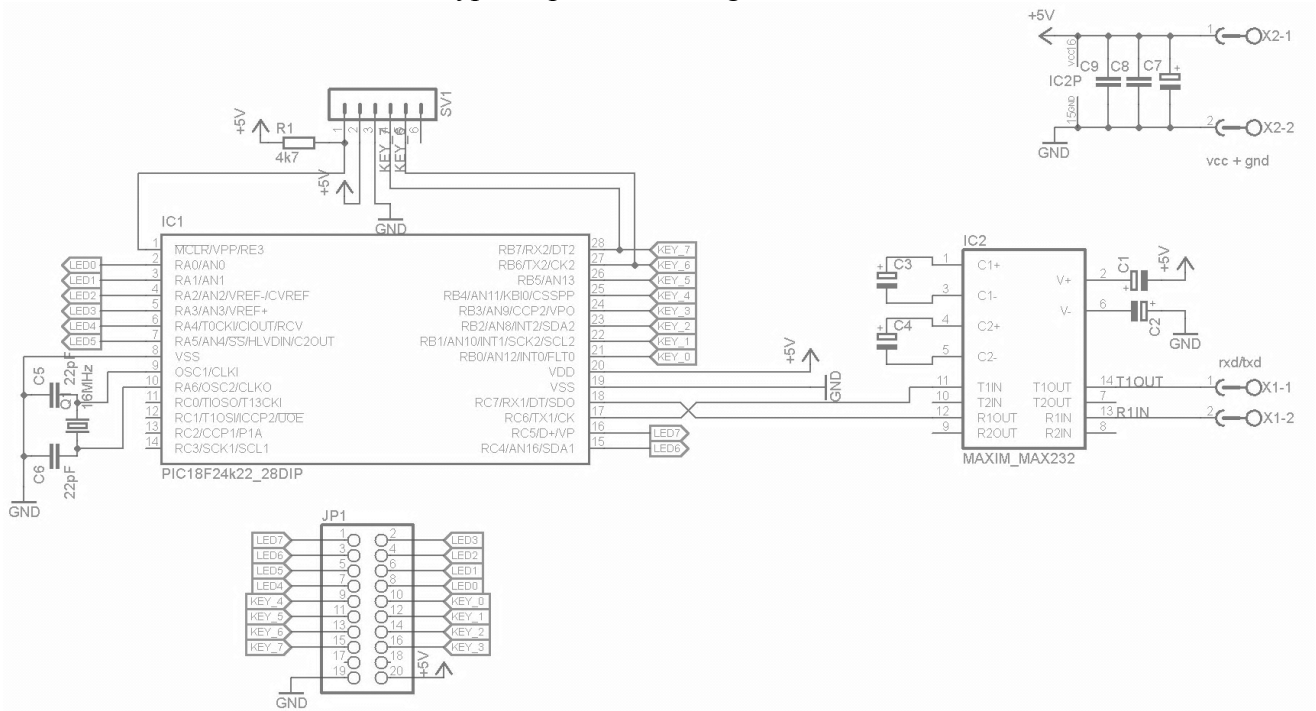 SV1
1 2 3 4 5 6
+5V
R1
4k7
+5V
KEY_7
KEY_6
GND
+5V
VCC 16
IC2P
15 GND
C9 C8 C7
+
1 X2-1
2 X2-2
GND
vcc + gnd
IC1
1 MCLR/VPP/RE3
LED0 2 RA0/AN0
LED1 3 RA1/AN1
LED2 4 RA2/AN2/VREF-/CVREF
LED3 5 RA3/AN3/VREF+
LED4 6 RA4/T0CKI/CIOUT/RCV
LED5 7 RA5/AN4/SS/HLVDIN/C2OUT
8 VSS
9 OSC1/CLKI
10 RA6/OSC2/CLKO
11 RC0/TIOSO/T13CKI
12 RC1/T1OSI/CCP2/UOE
13 RC2/CCP1/P1A
14 RC3/SCK1/SCL1
RB7/RX2/DT2 28 KEY_7
RB6/TX2/CK2 27 KEY_6
RB5/AN13 26 KEY_5
RB4/AN11/KBI0/CSSPP 25 KEY_4
RB3/AN9/CCP2/VPO 24 KEY_3
RB2/AN8/INT2/SDA2 23 KEY_2
RB1/AN10/INT1/SCK2/SCL2 22 KEY_1
RB0/AN12/INT0/FLT0 21 KEY_0
VDD 20
VSS 19
RC7/RX1/DT/SDO 18
RC6/TX1/CK 17
RC5/D+/VP 16 LED7
RC4/AN16/SDA1 15 LED6
PIC18F24k22_28DIP
C5
22pF
Q1
16MHz
C6
22pF
GND
+5V
GND
IC2
C3 + 1 C1+
3 C1-
C4 + 4 C2+
5 C2-
11 T1IN
10 T2IN
12 R1OUT
9 R2OUT
V+ 2 + C1 +5V
V- 6 C2 + GND
T1OUT 14 T1OUT
T2OUT 7
R1IN 13 R1IN
R2IN 8
MAXIM_MAX232
rxd/txd
1 X1-1
2 X1-2
JP1
LED7 1 2 LED3
LED6 3 4 LED2
LED5 5 6 LED1
LED4 7 8 LED0
KEY_4 9 10 KEY_0
KEY_5 11 12 KEY_1
KEY_6 13 14 KEY_2
KEY_7 15 16 KEY_3
17 18
19 20 +5V
GND